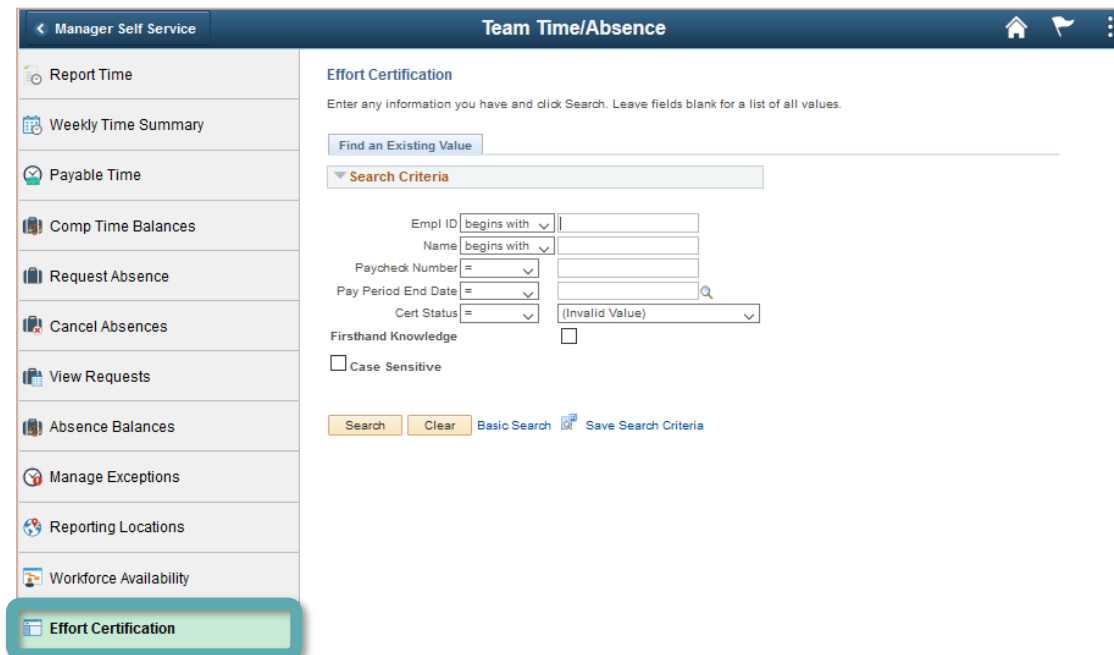 Manager Self Service
Team Time/Absence
Report Time
Weekly Time Summary
Payable Time
Comp Time Balances
Request Absence
Cancel Absences
View Requests
Absence Balances
Manage Exceptions
Reporting Locations
Workforce Availability
Effort Certification
Effort Certification
Enter any information you have and click Search. Leave fields blank for a list of all values.
Find an Existing Value
Search Criteria
Empl ID begins with
Name begins with
Paycheck Number =
Pay Period End Date =
Cert Status = (Invalid Value)
Firsthand Knowledge
Case Sensitive
Search Clear Basic Search Save Search Criteria